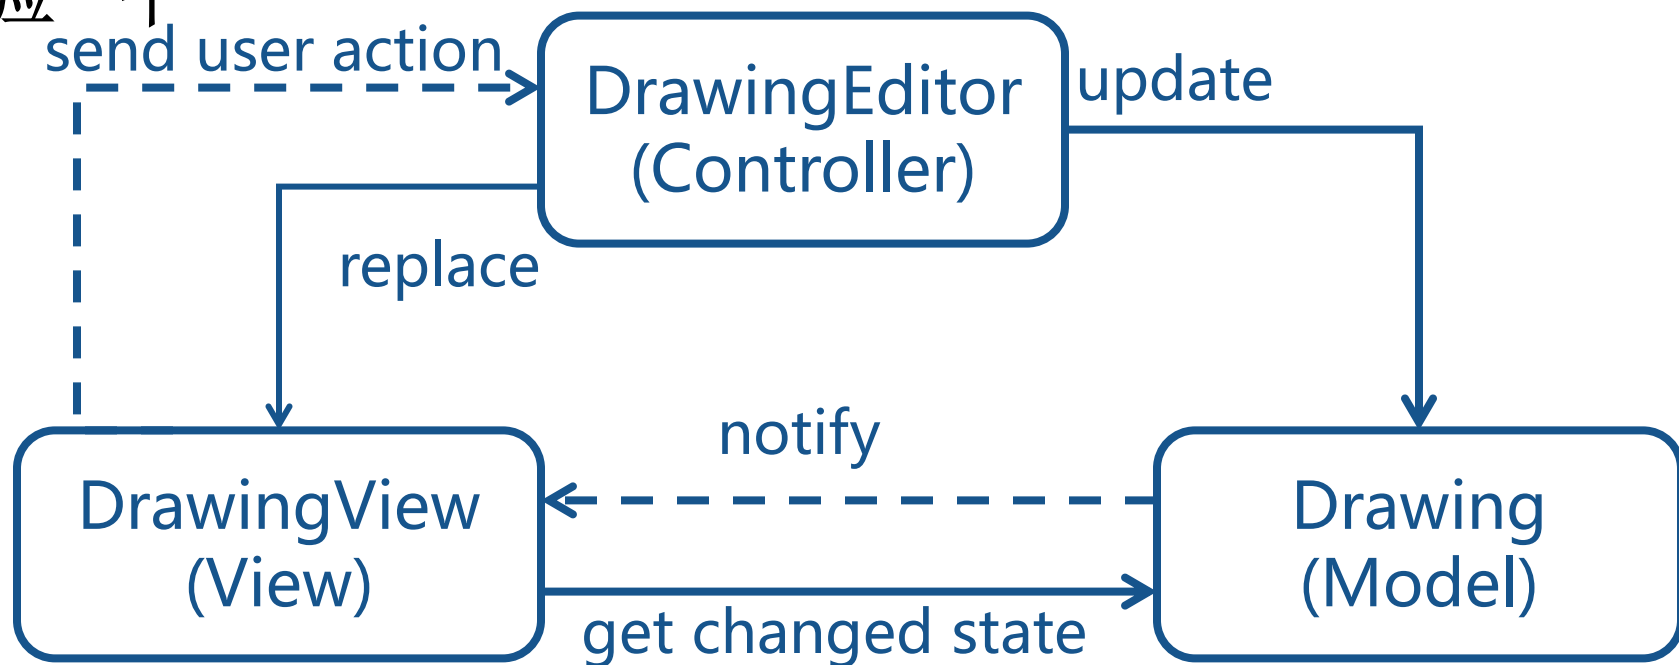 send user action
DrawingEditor
(Controller)
update
replace
notify
DrawingView
(View)
Drawing
(Model)
get changed state